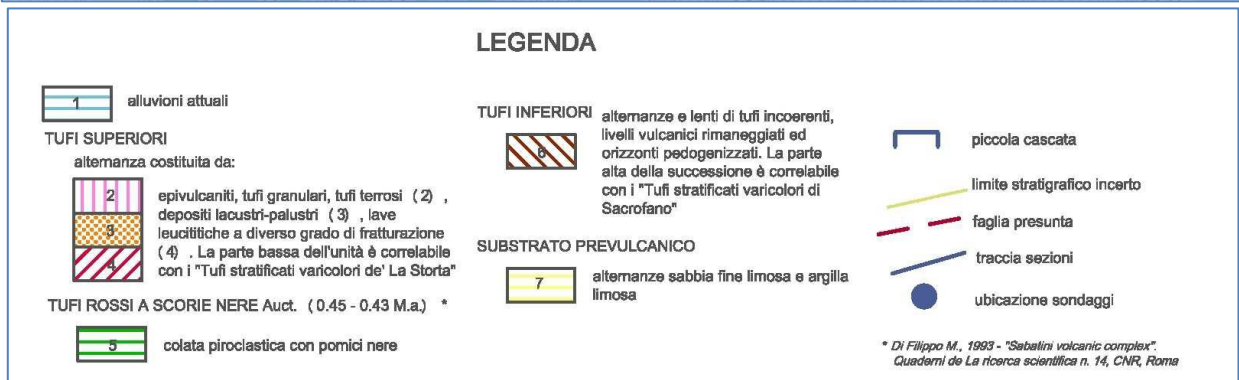 LEGENDA
1 alluvioni attuali
TUFI SUPERIORI
alternanza costituita da:
2
3
4
epivulcaniti, tufi granulari, tufi terrosi ( 2) ,
depositi lacustri-palustri ( 3) , lave
leucititiche a diverso grado di fratturazione
( 4) . La parte bassa dell'unità è correlabile
con i "Tufi stratificati varicolori de' La Storta"
TUFI ROSSI A SCORIE NERE Auct. ( 0.45 - 0.43 M.a.) *
5 colata piroclastica con pomici nere
TUFI INFERIORI
6
alternanze e lenti di tufi incoerenti,
livelli vulcanici rimaneggiati ed
orizzonti pedogenizzati. La parte
alta della successione è correlabile
con i "Tufi stratificati varicolori di
Sacrofano"
SUBSTRATO PREVULCANICO
7 alternanze sabbia fine limosa e argilla
limosa
piccola cascata
limite stratigrafico incerto
faglia presunta
traccia sezioni
ubicazione sondaggi
* Di Filippo M., 1993 - "Sabatini volcanic complex".
Quaderni de La ricerca scientifica n. 14, CNR, Roma